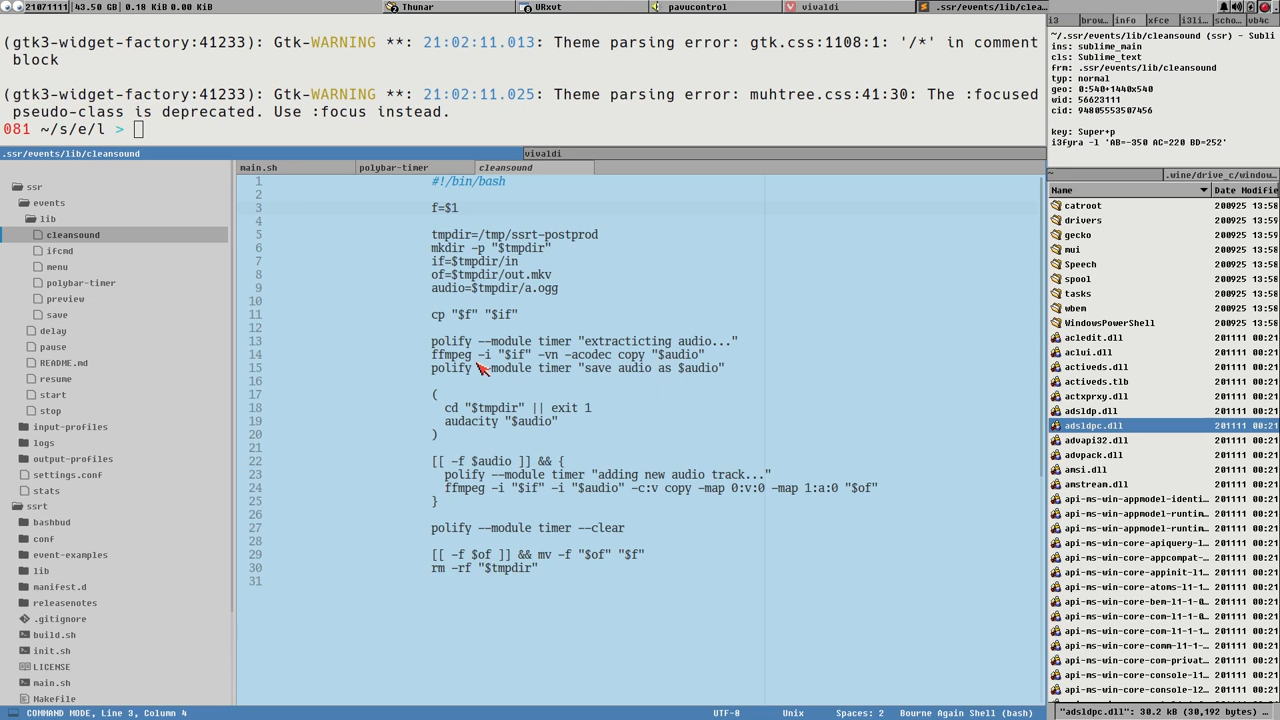 21071111 |43.50 GB| 0.18 KiB 0.00 KiB
Thunar
URxvt
pavucontrol
vivaldi
.ssr/events/lib/clea…
(gtk3-widget-factory:41233): Gtk-WARNING **: 21:02:11.013: Theme parsing error: gtk.css:1108:1: '/*' in comment
block
(gtk3-widget-factory:41233): Gtk-WARNING **: 21:02:11.025: Theme parsing error: muhtree.css:41:30: The :focused
pseudo-class is deprecated. Use :focus instead.
081 ~/s/e/l >
.ssr/events/lib/cleansound
vivaldi
ssr
events
lib
cleansound
ifcmd
menu
polybar-timer
preview
save
delay
pause
README.md
resume
start
stop
input-profiles
logs
output-profiles
settings.conf
stats
ssrt
bashbud
conf
event-examples
lib
manifest.d
releasenotes
.gitignore
build.sh
init.sh
LICENSE
main.sh
Makefile
main.sh
polybar-timer
cleansound
1 #!/bin/bash
2
3 f=$1
4
5 tmpdir=/tmp/ssrt-postprod
6 mkdir -p "$tmpdir"
7 if=$tmpdir/in
8 of=$tmpdir/out.mkv
9 audio=$tmpdir/a.ogg
10
11 cp "$f" "$if"
12
13 polify --module timer "extracticting audio..."
14 ffmpeg -i "$if" -vn -acodec copy "$audio"
15 polify --module timer "save audio as $audio"
16
17 (
18 cd "$tmpdir" || exit 1
19 audacity "$audio"
20 )
21
22 [[ -f $audio ]] && {
23 polify --module timer "adding new audio track..."
24 ffmpeg -i "$if" -i "$audio" -c:v copy -map 0:v:0 -map 1:a:0 "$of"
25 }
26
27 polify --module timer --clear
28
29 [[ -f $of ]] && mv -f "$of" "$f"
30 rm -rf "$tmpdir"
31
COMMAND MODE, Line 3, Column 4
UTF-8
Unix
Spaces: 2
Bourne Again Shell (bash)
i3
brow…
info
xfce
i3li…
scho…
vb4c
~/.ssr/events/lib/cleansound (ssr) - Subli
ins: sublime_main
cls: Sublime_text
frm: .ssr/events/lib/cleansound
typ: normal
geo: 0:540+1440x540
wid: 56623111
cid: 94805553507456
key: Super+p
i3fyra -l 'AB=-350 AC=220 BD=252'
~
.wine/drive_c/window…
Name
Date Modifie
catroot 200925 13:58
drivers 200925 13:58
gecko 200925 13:58
mui 200925 13:58
Speech 200925 13:58
spool 200925 13:58
tasks 200925 13:58
wbem 200925 13:58
WindowsPowerShell 200925 13:58
acledit.dll 201111 00:21
aclui.dll 201111 00:21
activeds.dll 201111 00:21
activeds.tlb 201111 00:21
actxprxy.dll 201111 00:21
adsldp.dll 201111 00:21
adsldpc.dll 201111 00:21
advapi32.dll 201111 00:21
advpack.dll 201111 00:21
amsi.dll 201111 00:21
amstream.dll 201111 00:21
api-ms-win-appmodel-identi… 201111 00:21
api-ms-win-appmodel-runtim… 201111 00:21
api-ms-win-appmodel-runtim… 201111 00:21
api-ms-win-core-apiquery-l… 201111 00:21
api-ms-win-core-appcompat-… 201111 00:21
api-ms-win-core-appinit-l1… 201111 00:21
api-ms-win-core-atoms-l1-1… 201111 00:21
api-ms-win-core-bem-l1-1-0… 201111 00:21
api-ms-win-core-com-l1-1-0… 201111 00:21
api-ms-win-core-com-l1-1-1… 201111 00:21
api-ms-win-core-comm-l1-1-… 201111 00:21
api-ms-win-core-com-privat… 201111 00:21
api-ms-win-core-console-l1… 201111 00:21
api-ms-win-core-console-l2… 201111 00:21
"adsldpc.dll": 30.2 kB (30,192 bytes) …